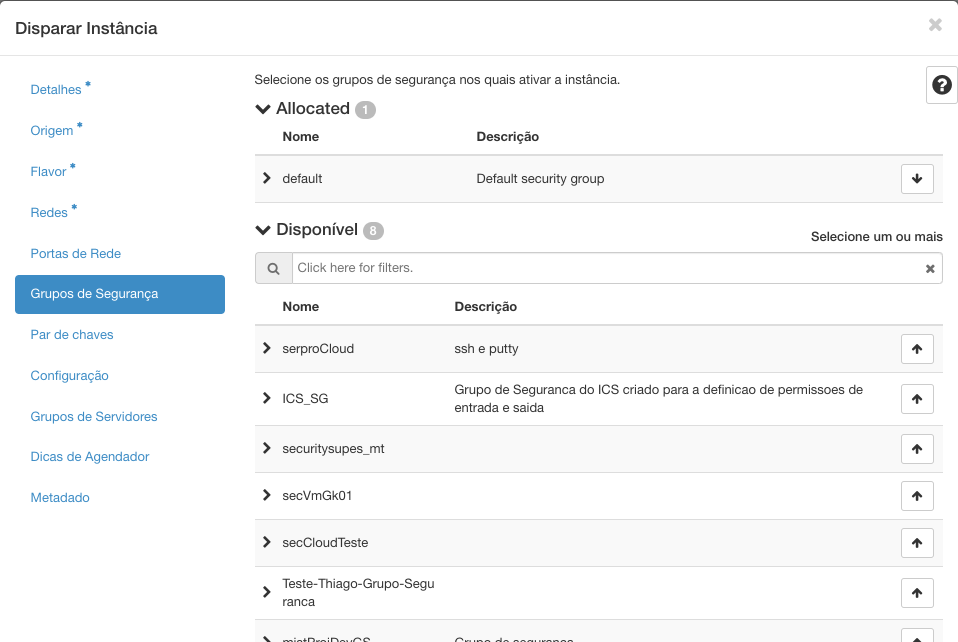 Disparar Instância
Detalhes *
Origem *
Flavor *
Redes *
Portas de Rede
Grupos de Segurança
Par de chaves
Configuração
Grupos de Servidores
Dicas de Agendador
Metadado
Selecione os grupos de segurança nos quais ativar a instância.
Allocated 1
Nome Descrição
default Default security group
Disponível 8
Selecione um ou mais
Click here for filters.
Nome Descrição
serproCloud ssh e putty
ICS_SG Grupo de Seguranca do ICS criado para a definicao de permissoes de
entrada e saida
securitysupes_mt
secVmGk01
secCloudTeste
Teste-Thiago-Grupo-Segu
ranca
Grupo de seguranca